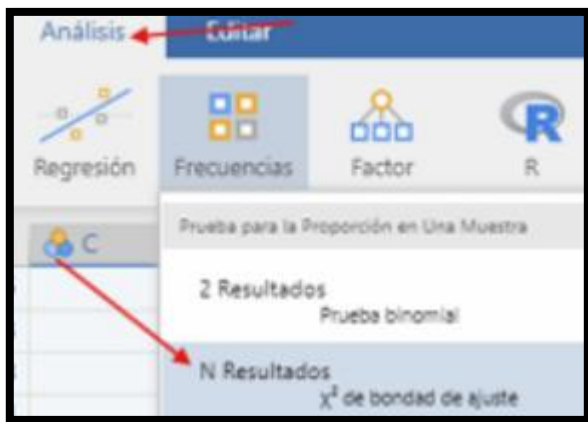 Análisis Editar
Regresión Frecuencias Factor R
C
Prueba para la Proporción en Una Muestra
2 Resultados
Prueba binomial
N Resultados
χ² de bondad de ajuste